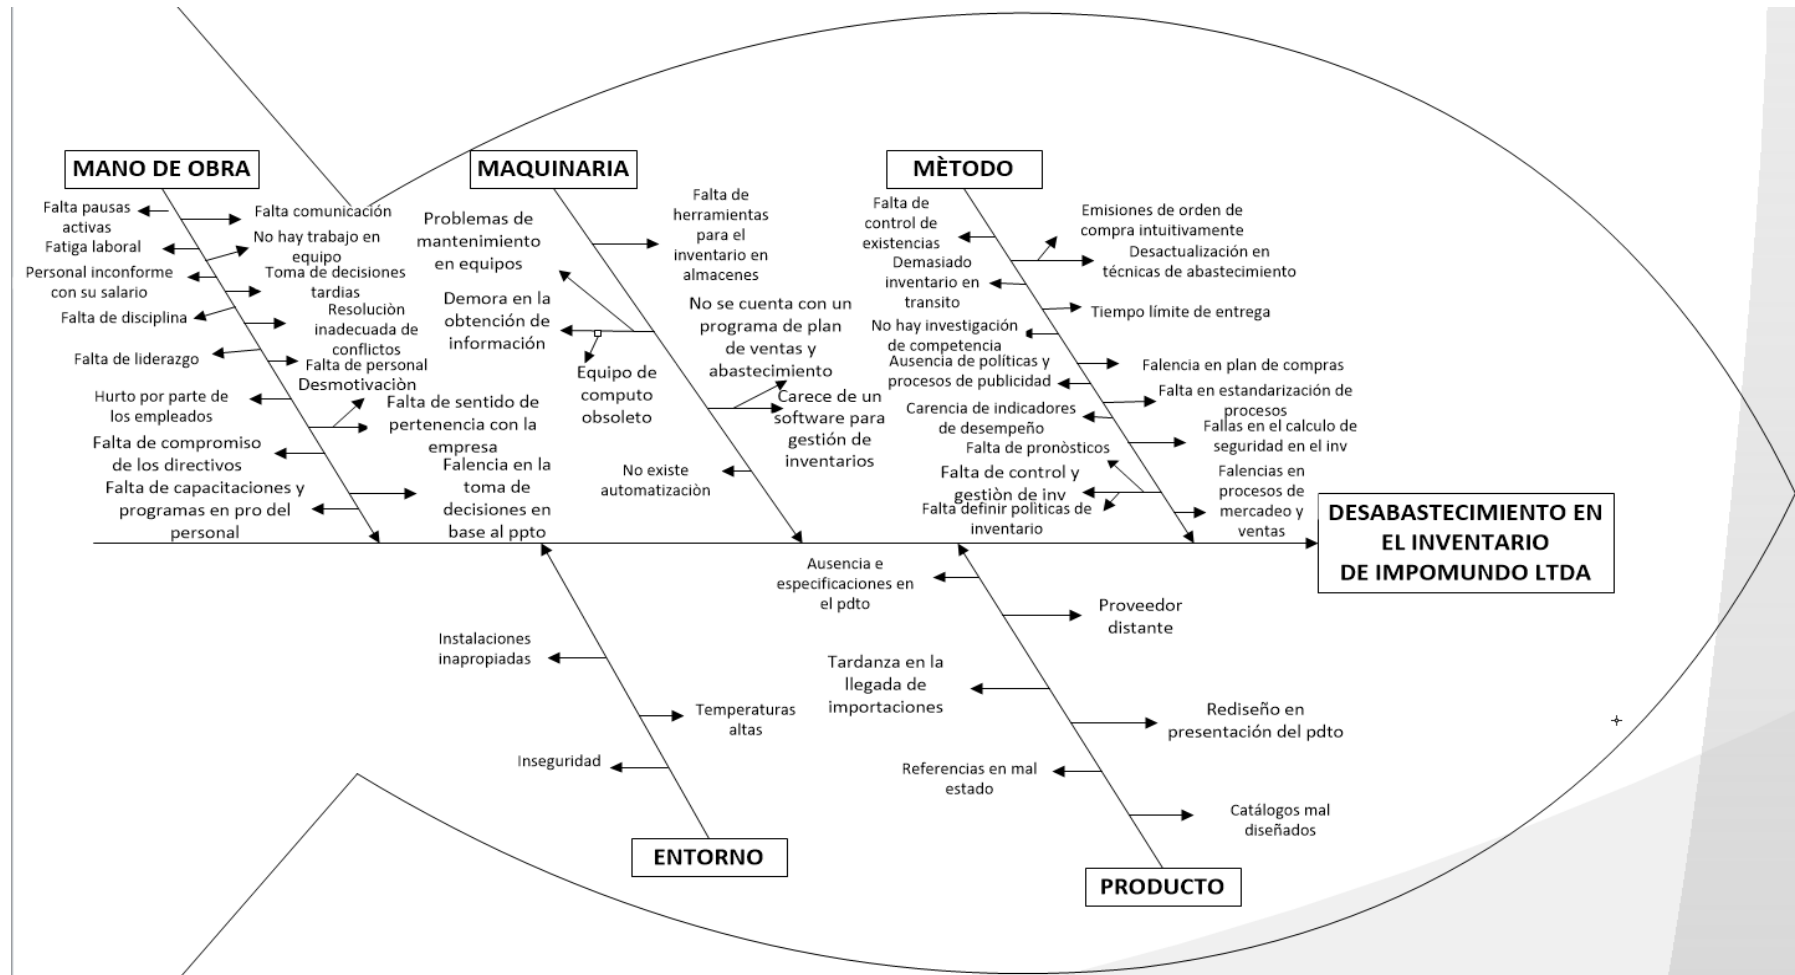 MANO DE OBRA
Falta pausas
activas
Fatiga laboral
Personal inconforme
con su salario
Falta de disciplina
Falta de liderazgo
Hurto por parte de
los empleados
Falta de compromiso
de los directivos
Falta de capacitaciones y
programas en pro del
personal
Falta comunicación
No hay trabajo en
equipo
Toma de decisiones
tardias
Resoluciòn
inadecuada de
conflictos
Falta de personal
Desmotivaciòn
Falta de sentido de
pertenencia con la
empresa
Falencia en la
toma de
decisiones en
base al ppto
MAQUINARIA
Problemas de
mantenimiento
en equipos
Demora en la
obtención de
información
Equipo de
computo
obsoleto
No existe
automatizaciòn
Falta de
herramientas
para el
inventario en
almacenes
No se cuenta con un
programa de plan
de ventas y
abastecimiento
Carece de un
software para
gestión de
inventarios
MÈTODO
Falta de
control de
existencias
Demasiado
inventario en
transito
No hay investigación
de competencia
Ausencia de políticas y
procesos de publicidad
Carencia de indicadores
de desempeño
Falta de pronòsticos
Falta de control y
gestiòn de inv
Falta definir politicas de
inventario
Emisiones de orden de
compra intuitivamente
Desactualización en
técnicas de abastecimiento
Tiempo límite de entrega
Falencia en plan de compras
Falta en estandarización de
procesos
Fallas en el calculo de
seguridad en el inv
Falencias en
procesos de
mercadeo y
ventas
DESABASTECIMIENTO EN
EL INVENTARIO
DE IMPOMUNDO LTDA
Instalaciones
inapropiadas
Inseguridad
Temperaturas
altas
ENTORNO
Ausencia e
especificaciones en
el pdto
Tardanza en la
llegada de
importaciones
Referencias en mal
estado
Proveedor
distante
Rediseño en
presentación del pdto
Catálogos mal
diseñados
PRODUCTO